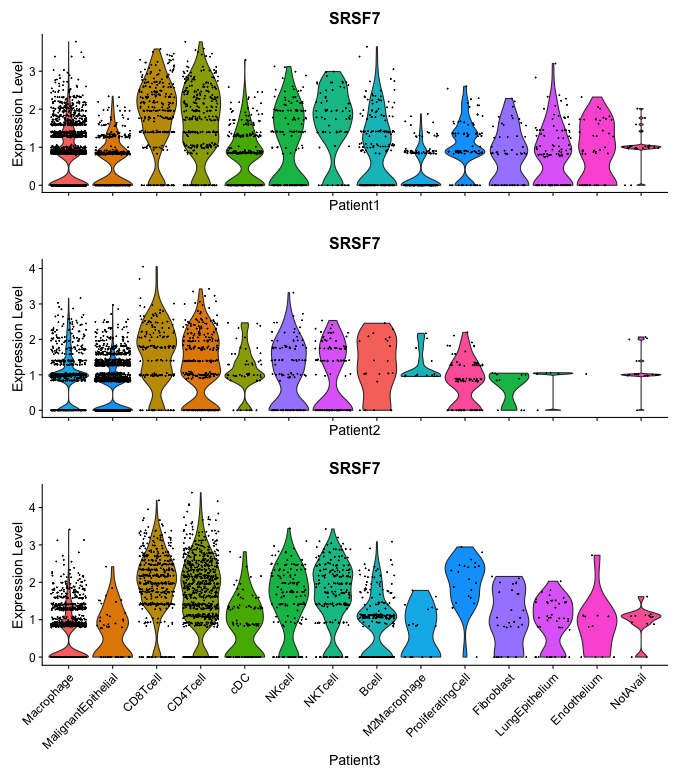 SRSF7
Expression Level
3
2
1
0
Patient1
SRSF7
Expression Level
4
3
2
1
0
Patient2
SRSF7
Expression Level
4
3
2
1
0
Macrophage
MalignantEpithelial
CD8Tcell
CD4Tcell
cDC
NKcell
NKTcell
Bcell
M2Macrophage
ProliferatingCell
Fibroblast
LungEpithelium
Endothelium
NotAvail
Patient3